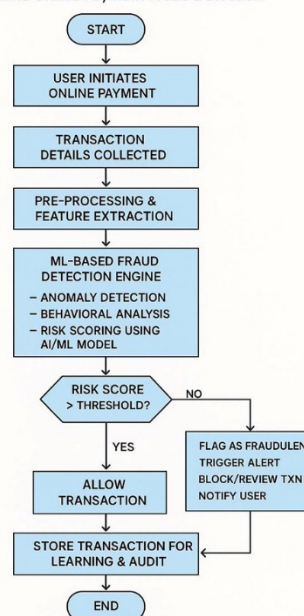 START
USER INITIATES
ONLINE PAYMENT
TRANSACTION
DETAILS COLLECTED
PRE-PROCESSING &
FEATURE EXTRACTION
ML-BASED FRAUD
DETECTION ENGINE
– ANOMALY DETECTION
– BEHAVIORAL ANALYSIS
– RISK SCORING USING
AI/ML MODEL
RISK SCORE
> THRESHOLD?
NO
YES
FLAG AS FRAUDULEN
TRIGGER ALERT
BLOCK/REVIEW TXN
NOTIFY USER
ALLOW
TRANSACTION
STORE TRANSACTION FOR
LEARNING & AUDIT
END